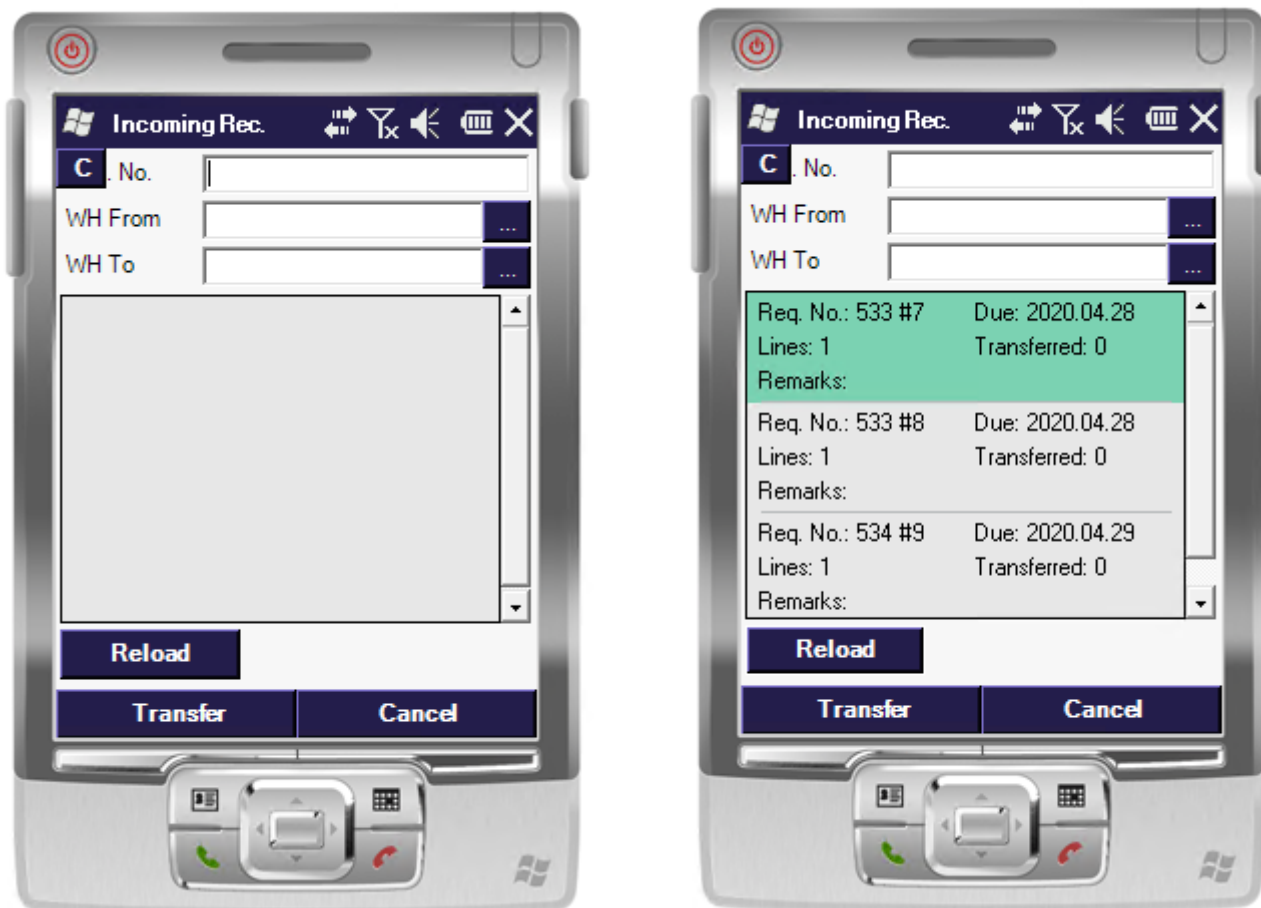 Incoming Rec.
C . No.
WH From ...
WH To ...
Reload
Transfer Cancel
Incoming Rec.
C . No.
WH From ...
WH To ...
Req. No.: 533 #7 Due: 2020.04.28
Lines: 1 Transferred: 0
Remarks:
Req. No.: 533 #8 Due: 2020.04.28
Lines: 1 Transferred: 0
Remarks:
Req. No.: 534 #9 Due: 2020.04.29
Lines: 1 Transferred: 0
Remarks:
Reload
Transfer Cancel